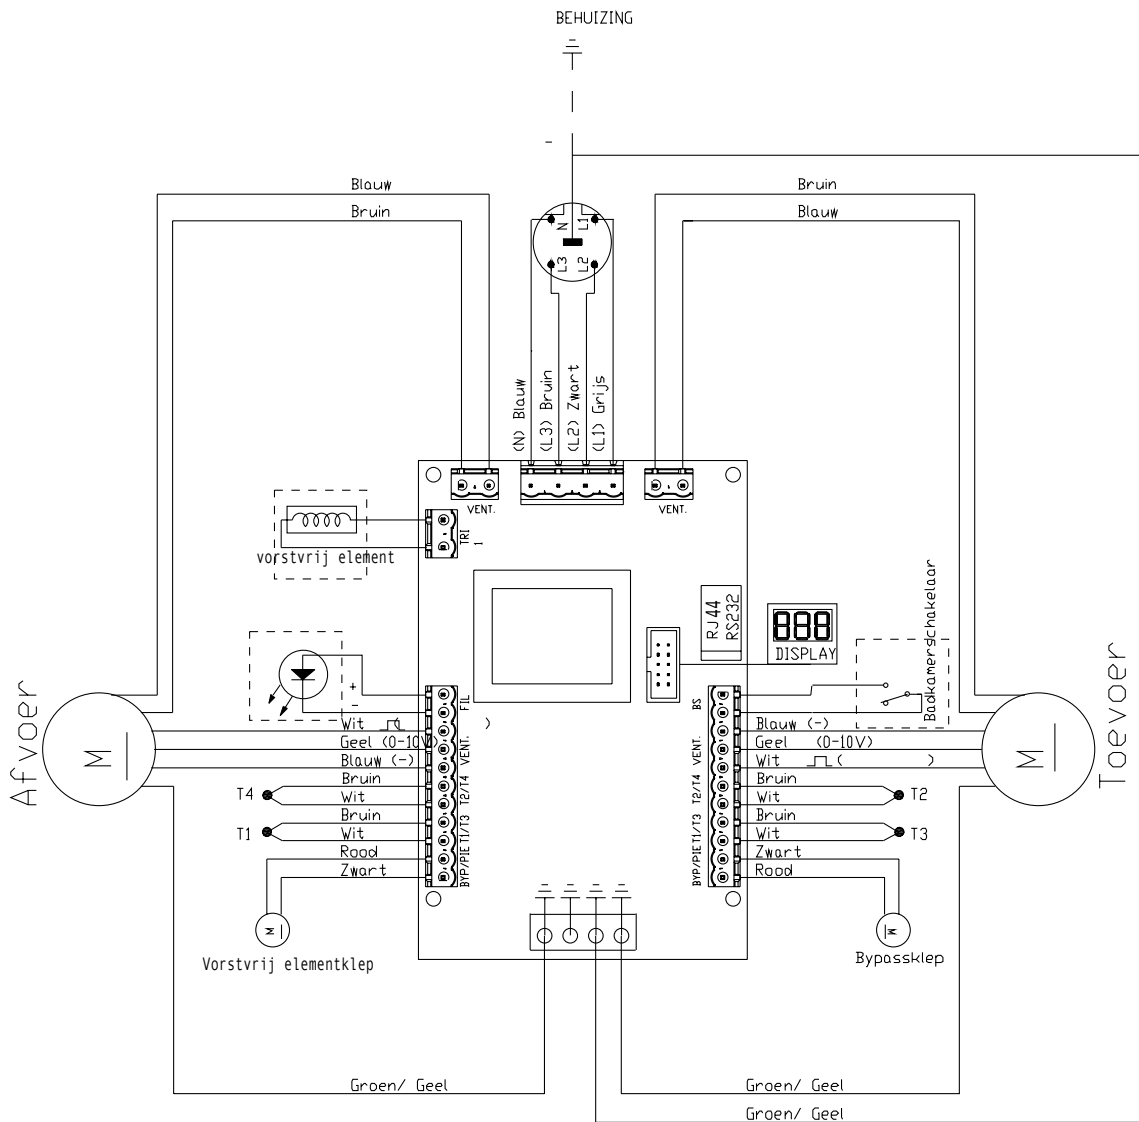 BEHUIZING
Blauw
Bruin
Bruin
Blauw
N
L1
L3
L2
(N) Blauw
(L3) Bruin
(L2) Zwart
(L1) Grijs
VENT.
VENT.
TRI
1
vorstvrij element
RJ44
RS232
DISPLAY
Badkamerschakelaar
Afvoer
M
Toevoer
M
+
-
FIL
VENT.
T2/T4
T1/T3
BYP/PIE
BS
VENT.
T2/T4
T1/T3
BYP/PIE
Wit ( )
Geel (0-10V)
Blauw (-)
Bruin
Wit
Bruin
Wit
Rood
Zwart
T4
T1
Blauw (-)
Geel (0-10V)
Wit ( )
Bruin
Wit
Bruin
Wit
Zwart
Rood
T2
T3
M
Vorstvrij elementklep
M
Bypassklep
Groen/ Geel
Groen/ Geel
Groen/ Geel